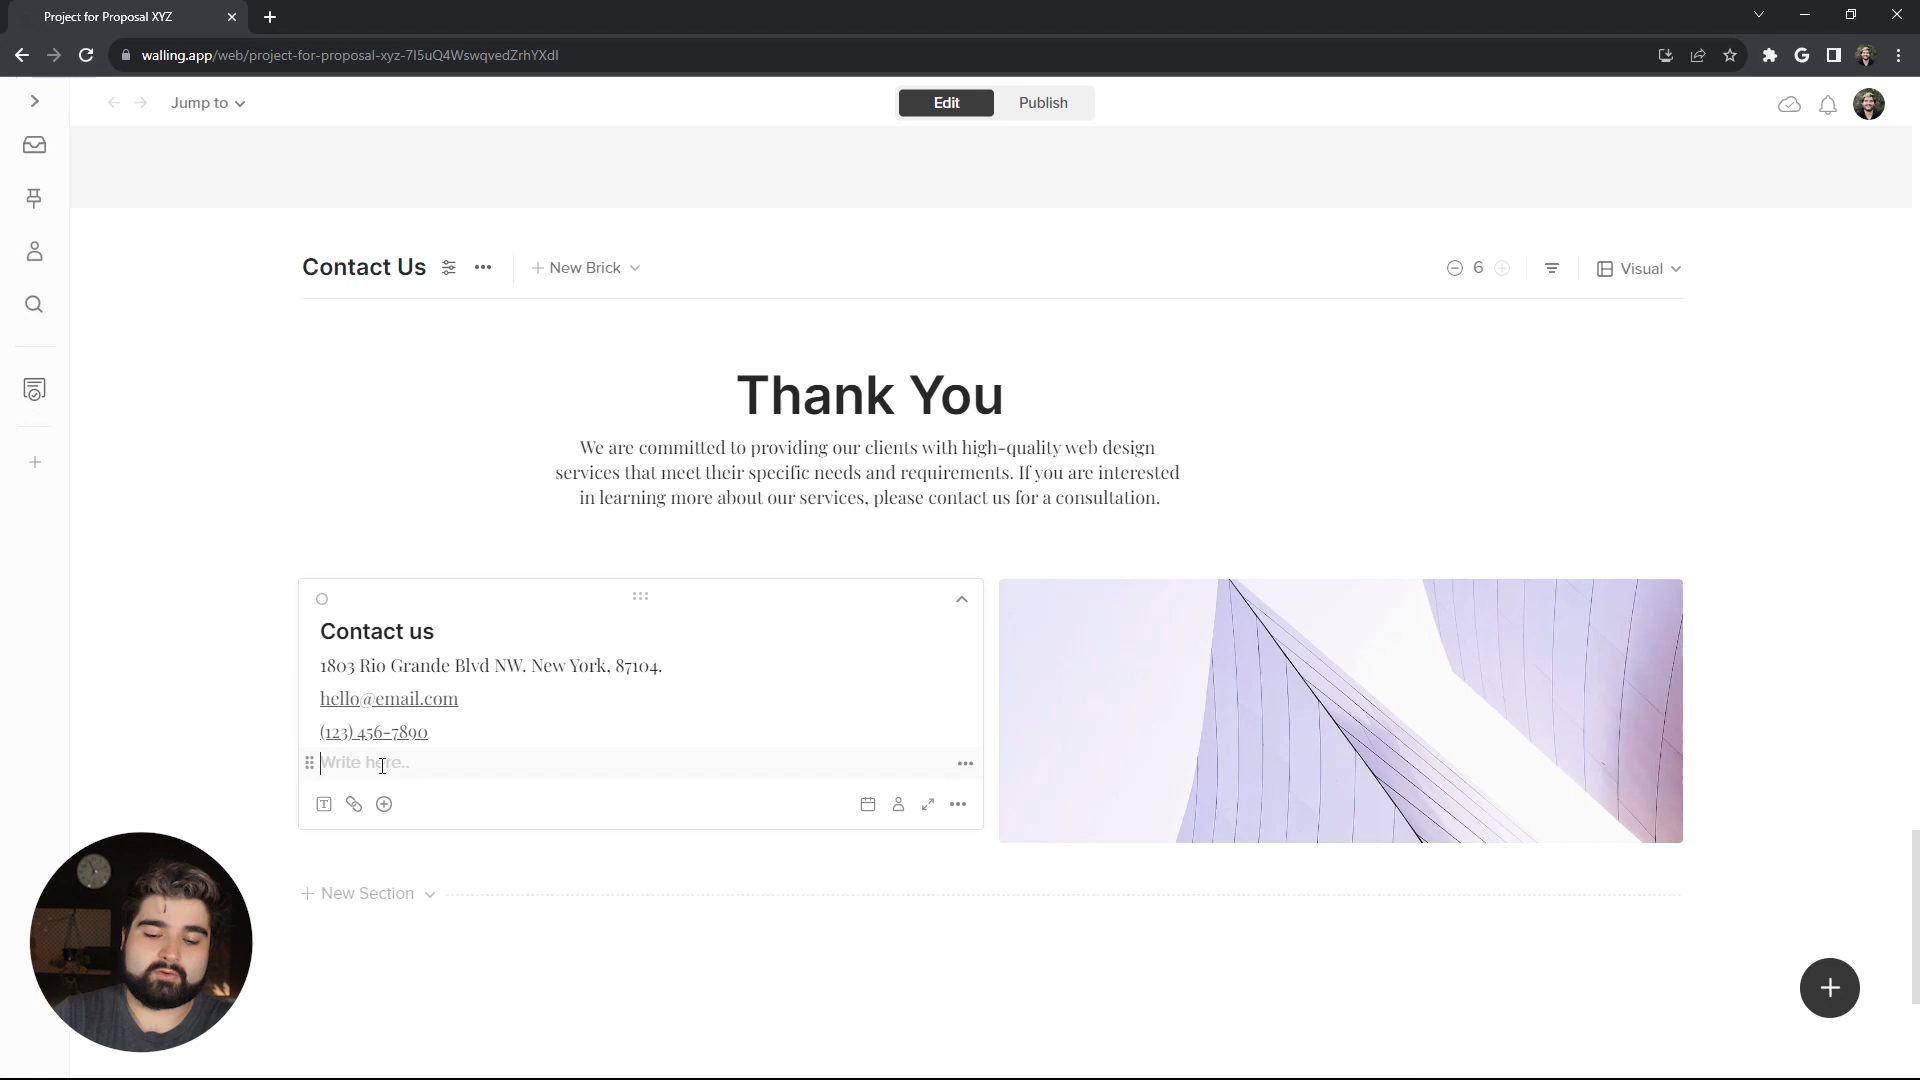 Project for Proposal XYZ
walling.app/web/project-for-proposal-xyz-7I5uQ4WswqvedZrhYXdI
Jump to
Edit
Publish
Contact Us
New Brick
6
Visual
Thank You
We are committed to providing our clients with high-quality web design
services that meet their specific needs and requirements. If you are interested
in learning more about our services, please contact us for a consultation.
Contact us
1803 Rio Grande Blvd NW. New York, 87104.
hello@email.com
(123) 456-7890
Write here..
New Section